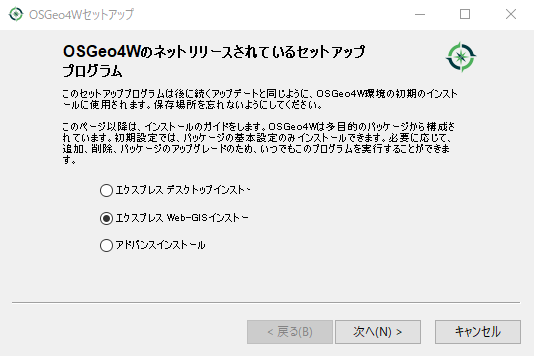 OSGeo4Wセットアップ
OSGeo4Wのネットリリースされているセットアップ
プログラム
このセットアッププログラムは後に続くアップデートと同じように、OSGeo4W環境の初期のインスト
ールに使用されます。保存場所を忘れないようにしてください。
このページ以降は、インストールのガイドをします。OSGeo4Wは多目的のパッケージから構成さ
れています。初期設定では、パッケージの基本設定のみインストールできます。必要に応じて、
追加、削除、パッケージのアップグレードのため、いつでもこのプログラムを実行することができま
す。
エクスプレス デスクトップインストー
エクスプレス Web-GISインストー
アドバンスインストール
< 戻る(B)
次へ(N) >
キャンセル